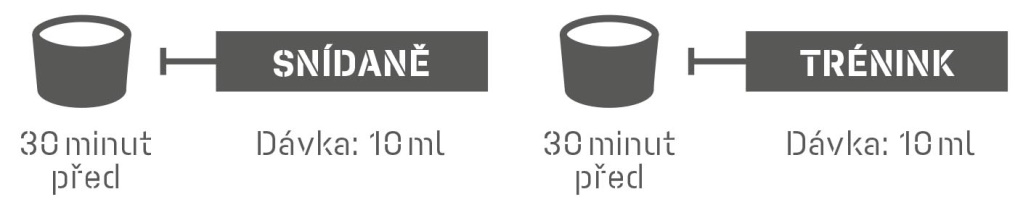 SNÍDANĚ
30 minut
před
Dávka: 10 ml
TRÉNINK
30 minut
před
Dávka: 10 ml